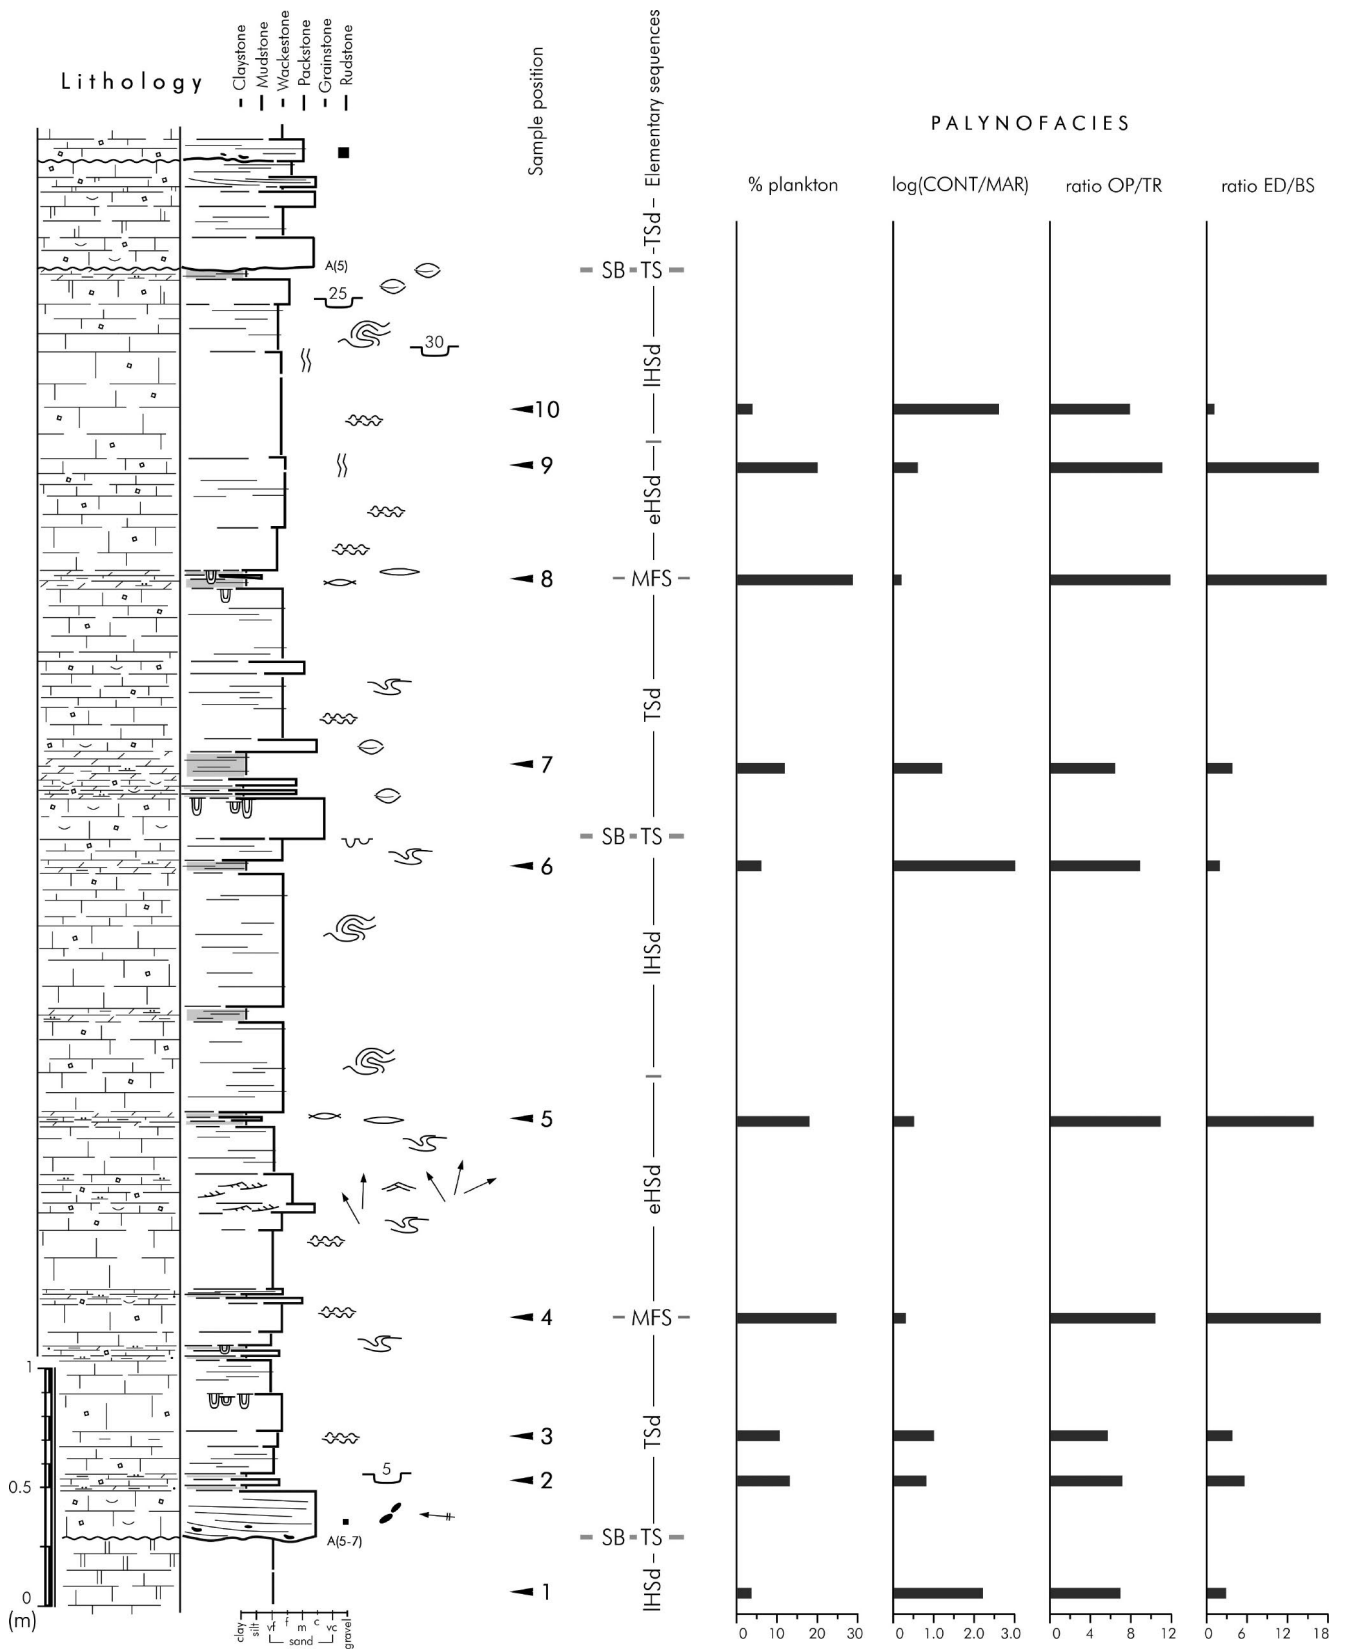 Lithology
Claystone
Mudstone
Wackestone
Packstone
Grainstone
Rudstone
Sample position
Elementary sequences
PALYNOFACIES
% plankton
log(CONT/MAR)
ratio OP/TR
ratio ED/BS
TSd
A(5)
SB TS
25
30
lHSd
10
9
eHSd
8
MFS
TSd
7
SB TS
6
lHSd
5
eHSd
4
MFS
1
3
TSd
5
2
0.5
A(5-7)
SB TS
1
lHSd
0
(m)
clay
silt
vf
f
m
c
vc
gravel
sand
0 10 20 30
0 1.0 2.0 3.0
0 4 8 12
0 6 12 18